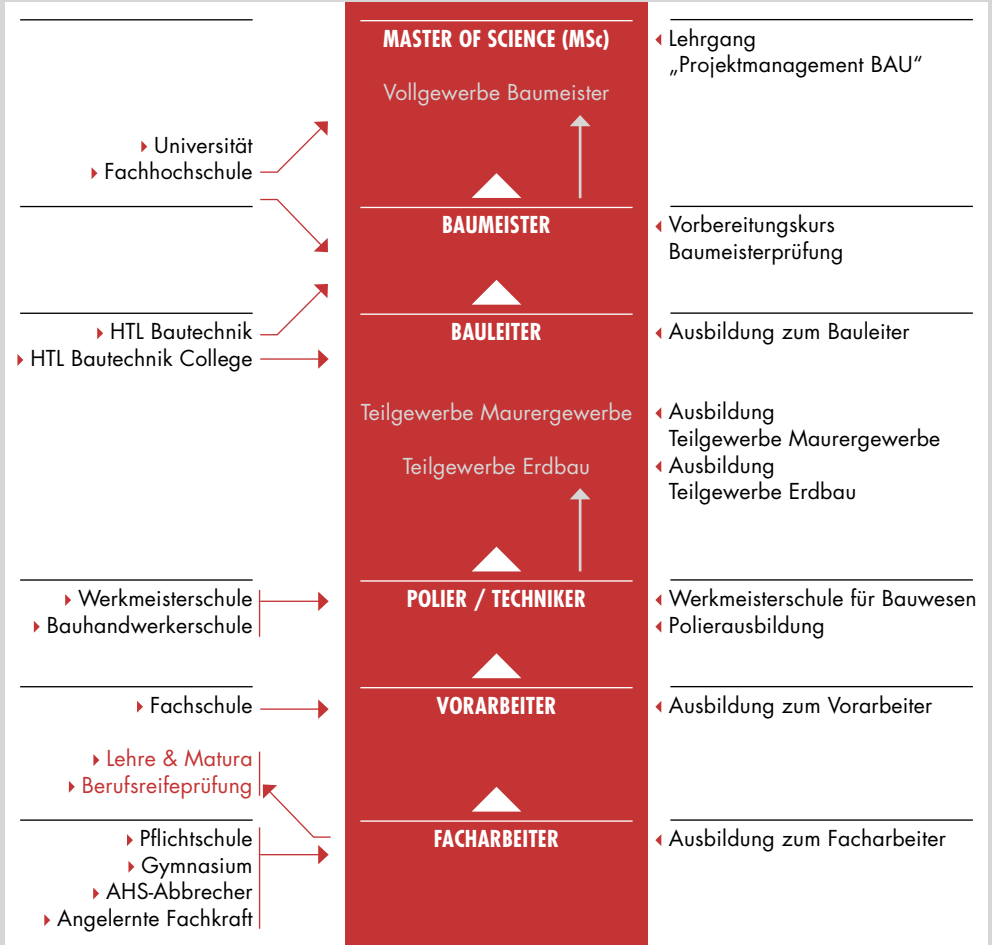 MASTER OF SCIENCE (MSc)
Lehrgang
„Projektmanagement BAU“
Vollgewerbe Baumeister
Universität
Fachhochschule
BAUMEISTER
Vorbereitungskurs
Baumeisterprüfung
HTL Bautechnik
HTL Bautechnik College
BAULEITER
Ausbildung zum Bauleiter
Teilgewerbe Maurergewerbe
Teilgewerbe Erdbau
Ausbildung
Teilgewerbe Maurergewerbe
Ausbildung
Teilgewerbe Erdbau
Werkmeisterschule
Bauhandwerkerschule
POLIER / TECHNIKER
Werkmeisterschule für Bauwesen
Polierausbildung
Fachschule
VORARBEITER
Ausbildung zum Vorarbeiter
Lehre & Matura
Berufsreifeprüfung
Pflichtschule
Gymnasium
AHS-Abbrecher
Angelernte Fachkraft
FACHARBEITER
Ausbildung zum Facharbeiter